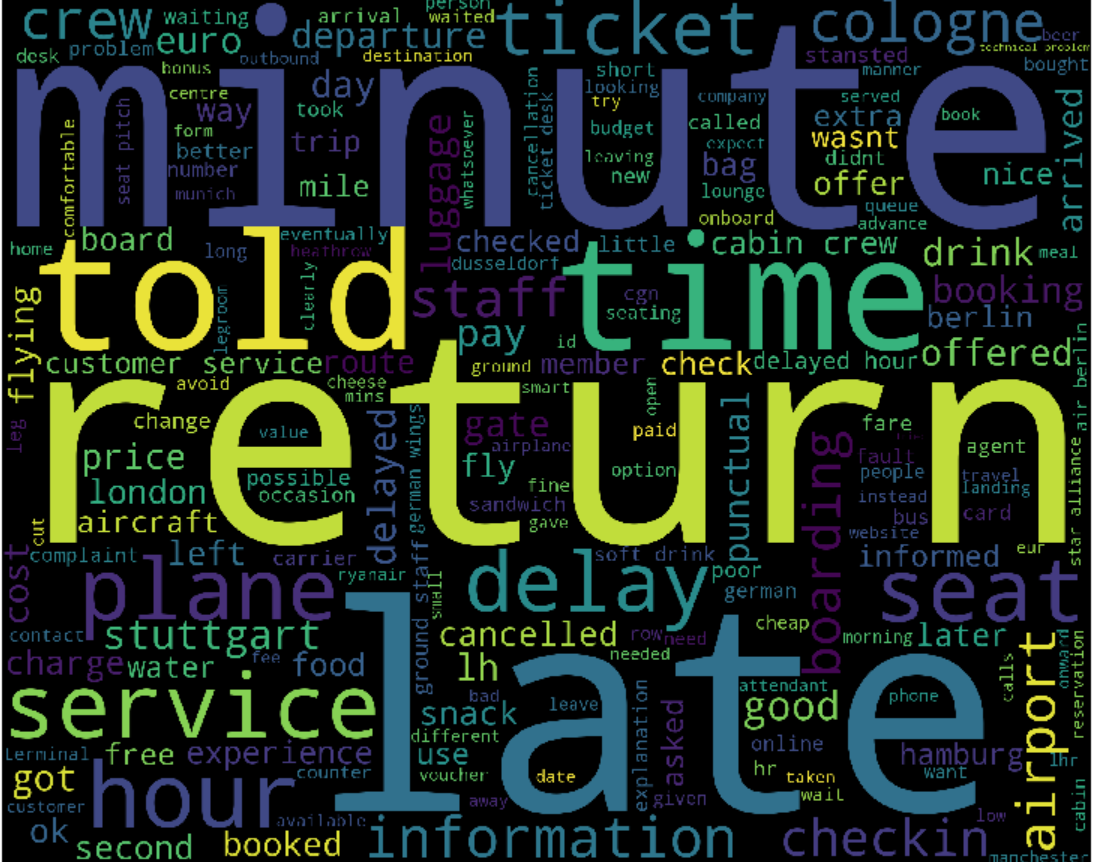 crew waiting arrival person waited ticket cologne beer
desk problem euro departure destination stansted technical problem
bonus outbound manner bought
minute
centre day short looking company served book
way took try extra arrived
form better trip budget called wasnt
seat pitch number mile leaving expect didnt nice
comfortable munich luggage whatsoever cancellation ticket desk new bag lounge offer queue
onboard advance
home board long eventually heathrow checked little cabin crew drink meal
told time
dusseldorf legroom clearly staff cgn seating booking
flying pay id berlin
customer service route ground member check delayed hour offered
return
leg avoid cheese mins smart open air berlin
change value delayed german wings gate airplane paid punctual boarding fare agent
price possible fly option fault people travel
london occasion fine sandwich instead landing star alliance
cut aircraft gave bus card website
complaint left carrier soft drink informed eur
cost plane ryanair ground staff small delay poor german seat
contact stuttgart cancelled row need cheap morning later
charge water fee food lh needed airport onward
late
service bad leave attendant good phone calls reservation
snack different
terminal free experience use explanation asked online hamburg lhr
got counter voucher date hr taken want
hour customer away given wait cabin
ok available low
second booked information checkin manchester